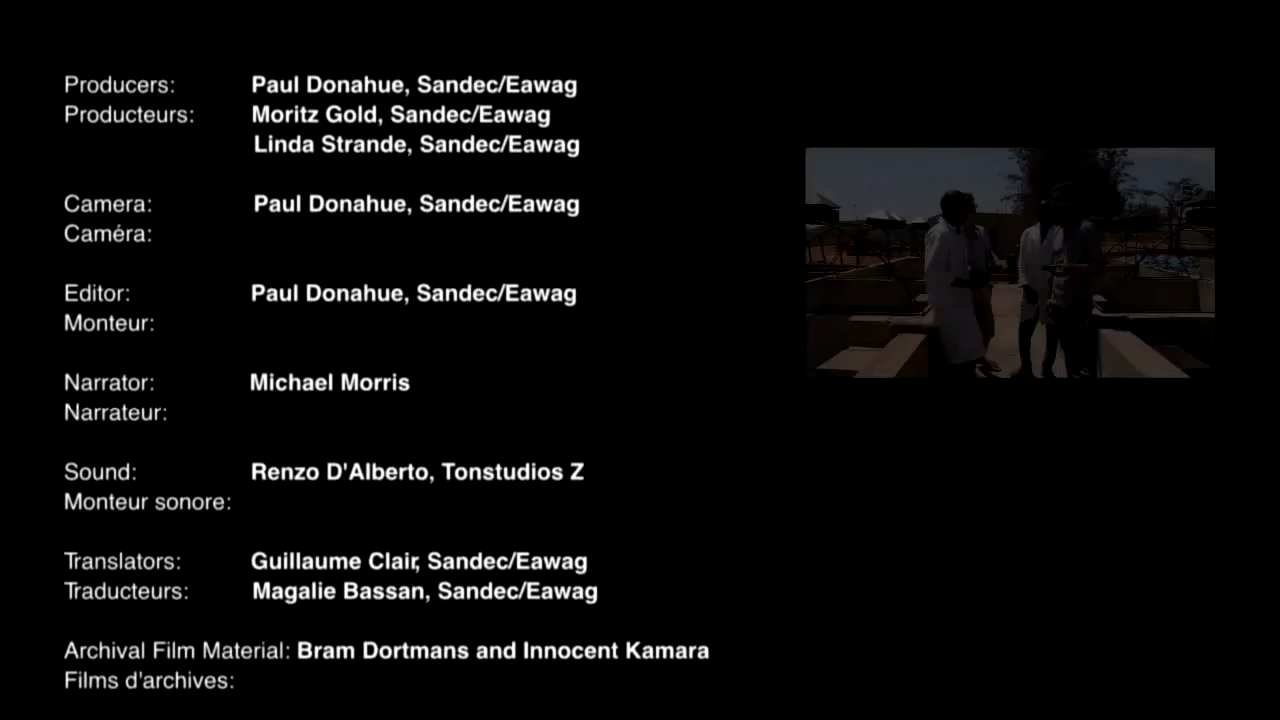 Producers: Paul Donahue, Sandec/Eawag
Producteurs: Moritz Gold, Sandec/Eawag
Linda Strande, Sandec/Eawag
Camera: Paul Donahue, Sandec/Eawag
Caméra:
Editor: Paul Donahue, Sandec/Eawag
Monteur:
Narrator: Michael Morris
Narrateur:
Sound: Renzo D'Alberto, Tonstudios Z
Monteur sonore:
Translators: Guillaume Clair, Sandec/Eawag
Traducteurs: Magalie Bassan, Sandec/Eawag
Archival Film Material: Bram Dortmans and Innocent Kamara
Films d'archives: